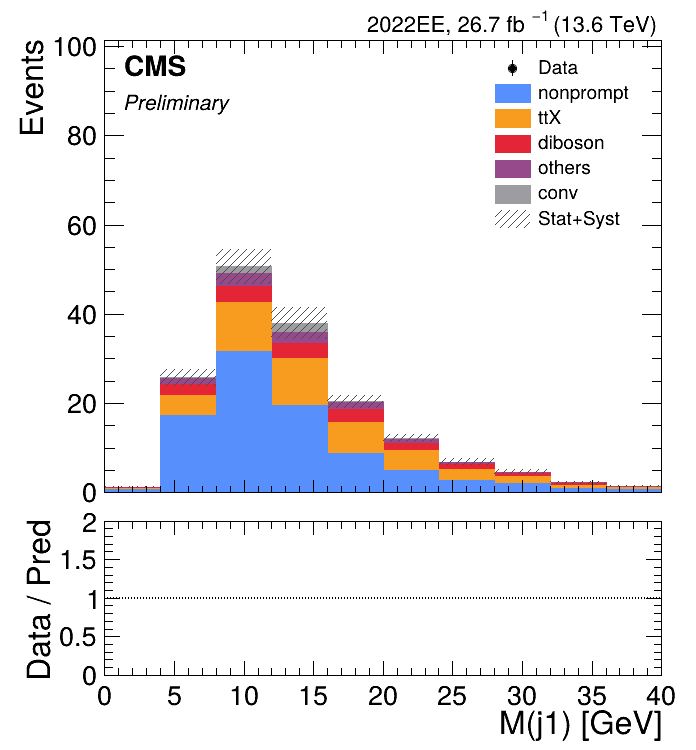 2022EE, 26.7 fb⁻¹ (13.6 TeV)
CMS
Preliminary
Events
100
80
60
40
20
0
Data
nonprompt
ttX
diboson
others
conv
Stat+Syst
Data / Pred
2
1.5
1
0.5
0
0 5 10 15 20 25 30 35 40
M(j1) [GeV]